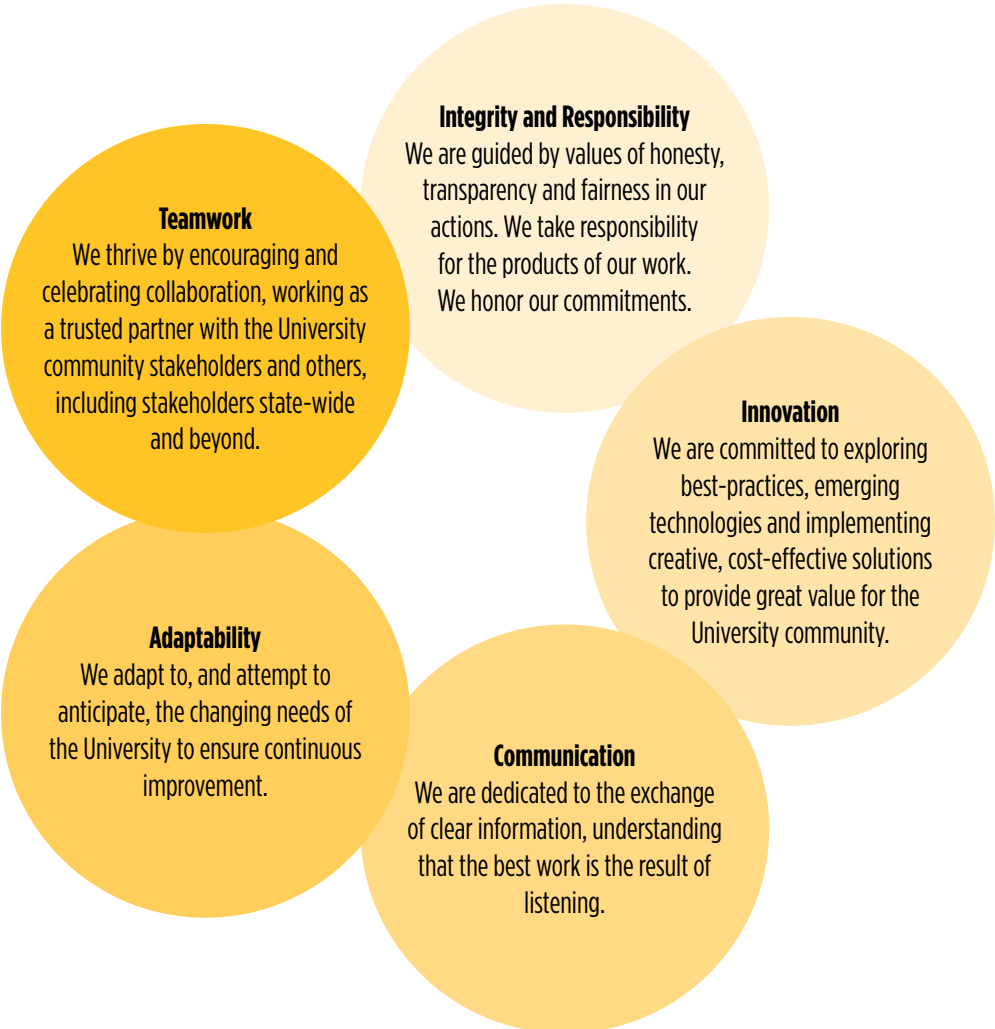 Integrity and Responsibility
We are guided by values of honesty,
transparency and fairness in our
actions. We take responsibility
for the products of our work.
We honor our commitments.
Teamwork
We thrive by encouraging and
celebrating collaboration, working as
a trusted partner with the University
community stakeholders and others,
including stakeholders state-wide
and beyond.
Innovation
We are committed to exploring
best-practices, emerging
technologies and implementing
creative, cost-effective solutions
to provide great value for the
University community.
Adaptability
We adapt to, and attempt to
anticipate, the changing needs of
the University to ensure continuous
improvement.
Communication
We are dedicated to the exchange
of clear information, understanding
that the best work is the result of
listening.